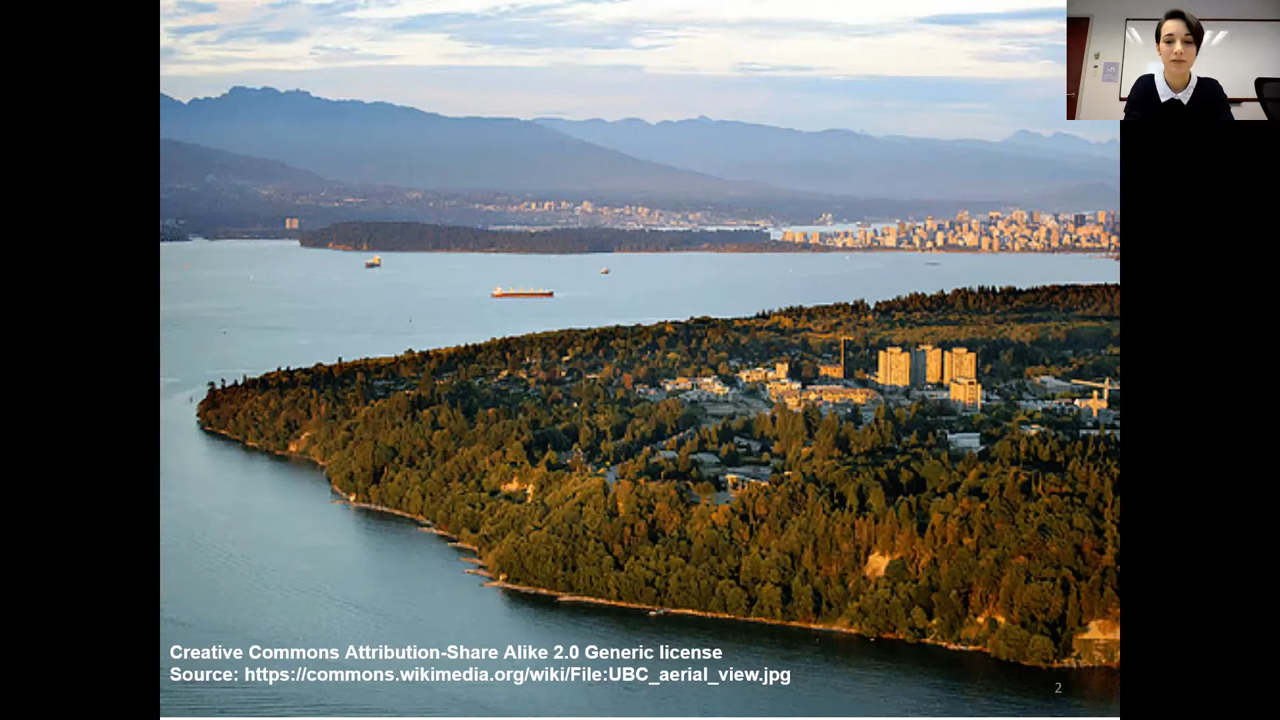 Creative Commons Attribution-Share Alike 2.0 Generic license
Source: https://commons.wikimedia.org/wiki/File:UBC_aerial_view.jpg
2